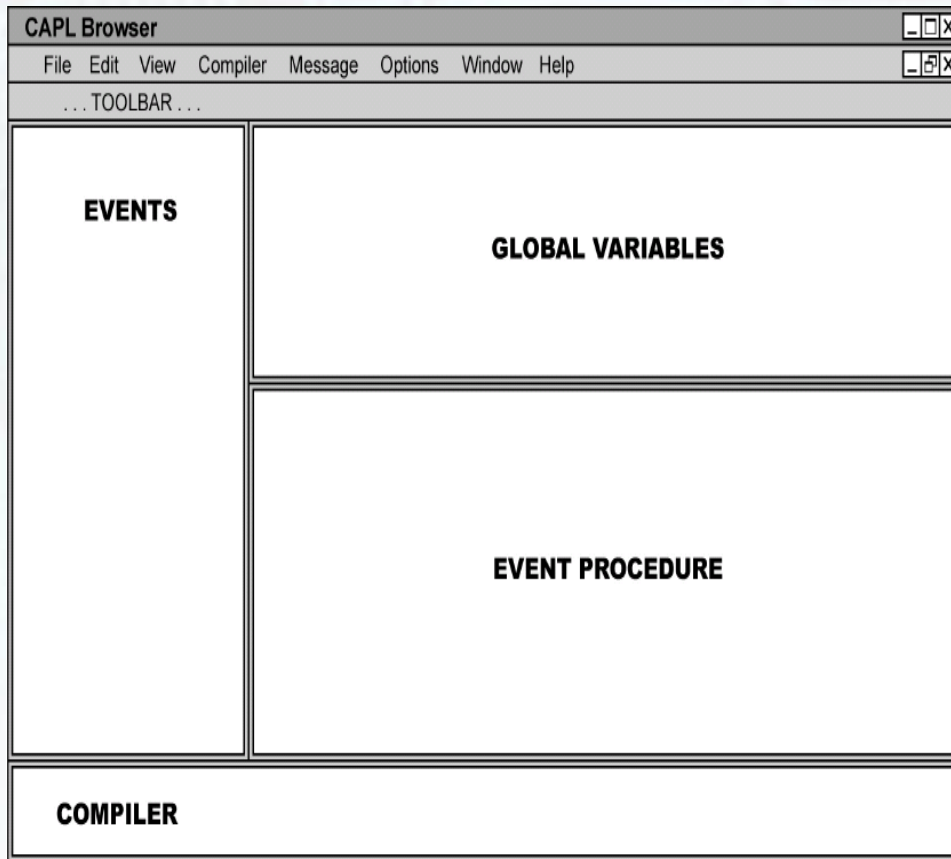 CAPL Browser
File Edit View Compiler Message Options Window Help
. . . TOOLBAR . . .
EVENTS
GLOBAL VARIABLES
EVENT PROCEDURE
COMPILER